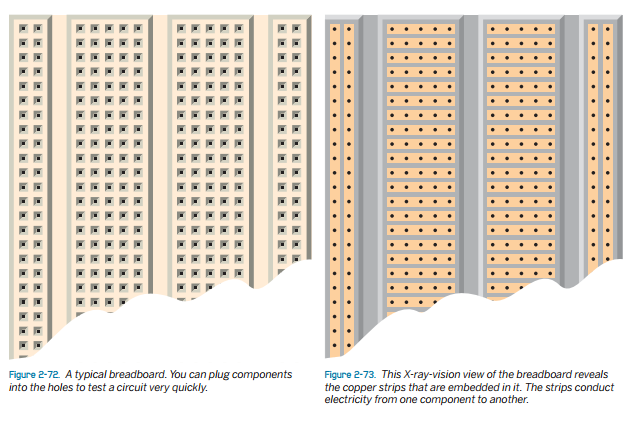 Figure 2-72. A typical breadboard. You can plug components
into the holes to test a circuit very quickly.
Figure 2-73. This X-ray-vision view of the breadboard reveals
the copper strips that are embedded in it. The strips conduct
electricity from one component to another.